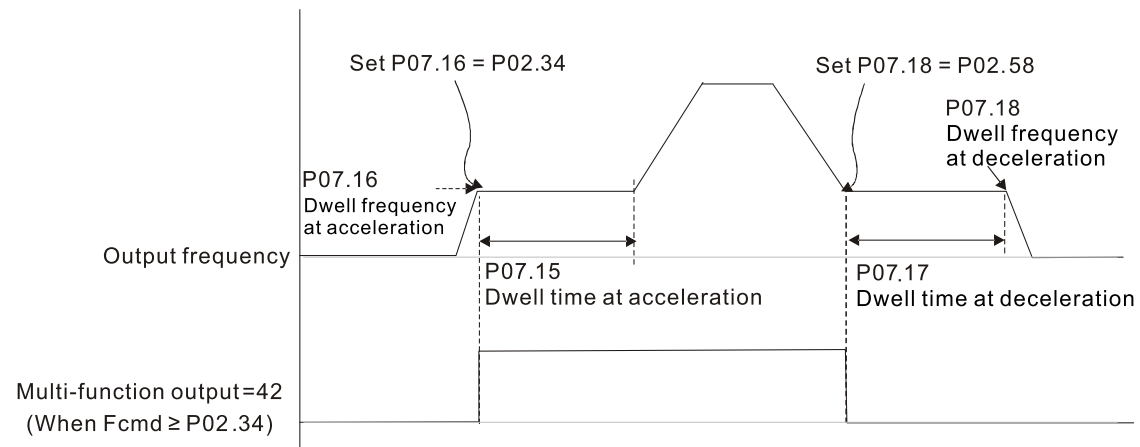 Set P07.16 = P02.34
Set P07.18 = P02.58
P07.18
Dwell frequency
at deceleration
P07.16
Dwell frequency
at acceleration
Output frequency
P07.15
Dwell time at acceleration
P07.17
Dwell time at deceleration
Multi-function output=42
(When Fcmd ≥ P02.34)